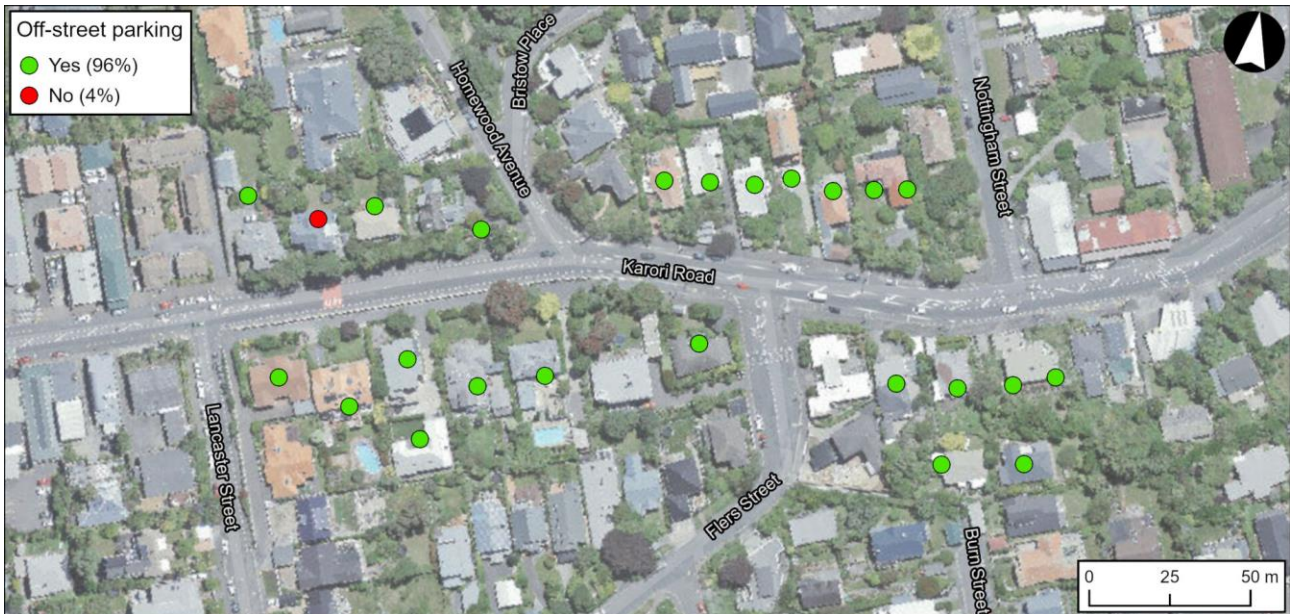 Off-street parking
Yes (96%)
No (4%)
Homewood Avenue
Bristow Place
Nottingham Street
Karori Road
Lancaster Street
Flers Street
Burn Street
0 25 50 m